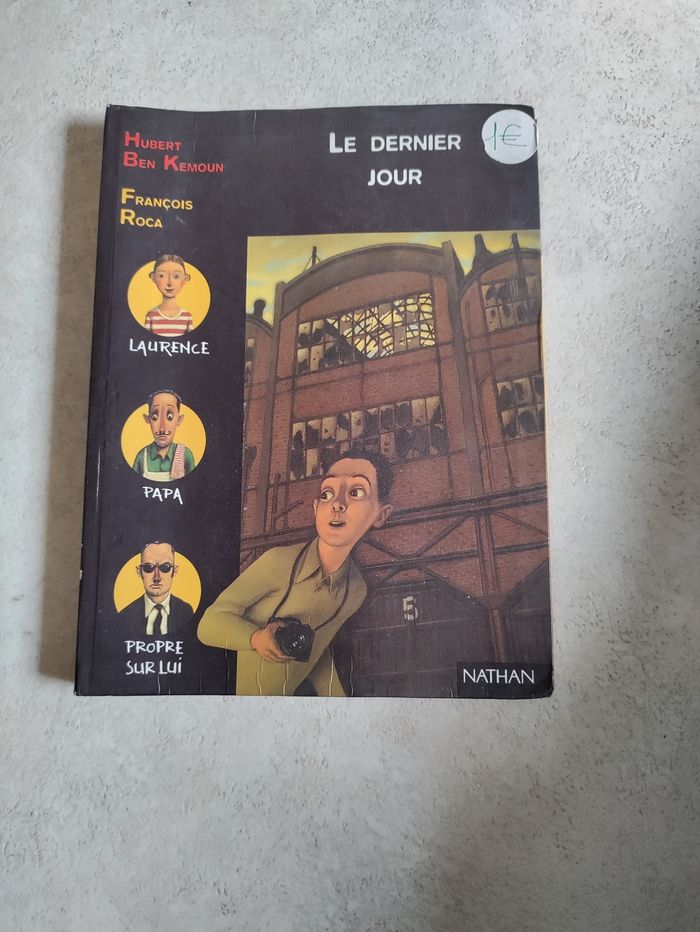 HUBERT
BEN KEMOUN
FRANÇOIS
ROCA
LE DERNIER
JOUR
1€
LAURENCE
PAPA
PROPRE
SUR LUI
5
NATHAN